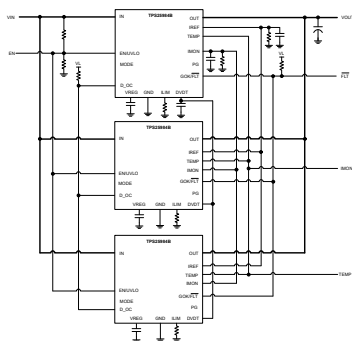 VIN
IN
TPS25984B
OUT
VOUT
IREF
TEMP
EN
EN/UVLO
IMON
VL
MODE
PG
VL
GOK/FLT
FLT
D_OC
VREG
GND
ILIM
DVDT
TPS25984B
IN
OUT
IREF
TEMP
IMON
EN/UVLO
IMON
GOK/FLT
MODE
PG
D_OC
VREG
GND
ILIM
DVDT
TPS25984B
IN
OUT
IREF
TEMP
TEMP
IMON
EN/UVLO
GOK/FLT
MODE
PG
D_OC
DVDT
VREG
GND
ILIM